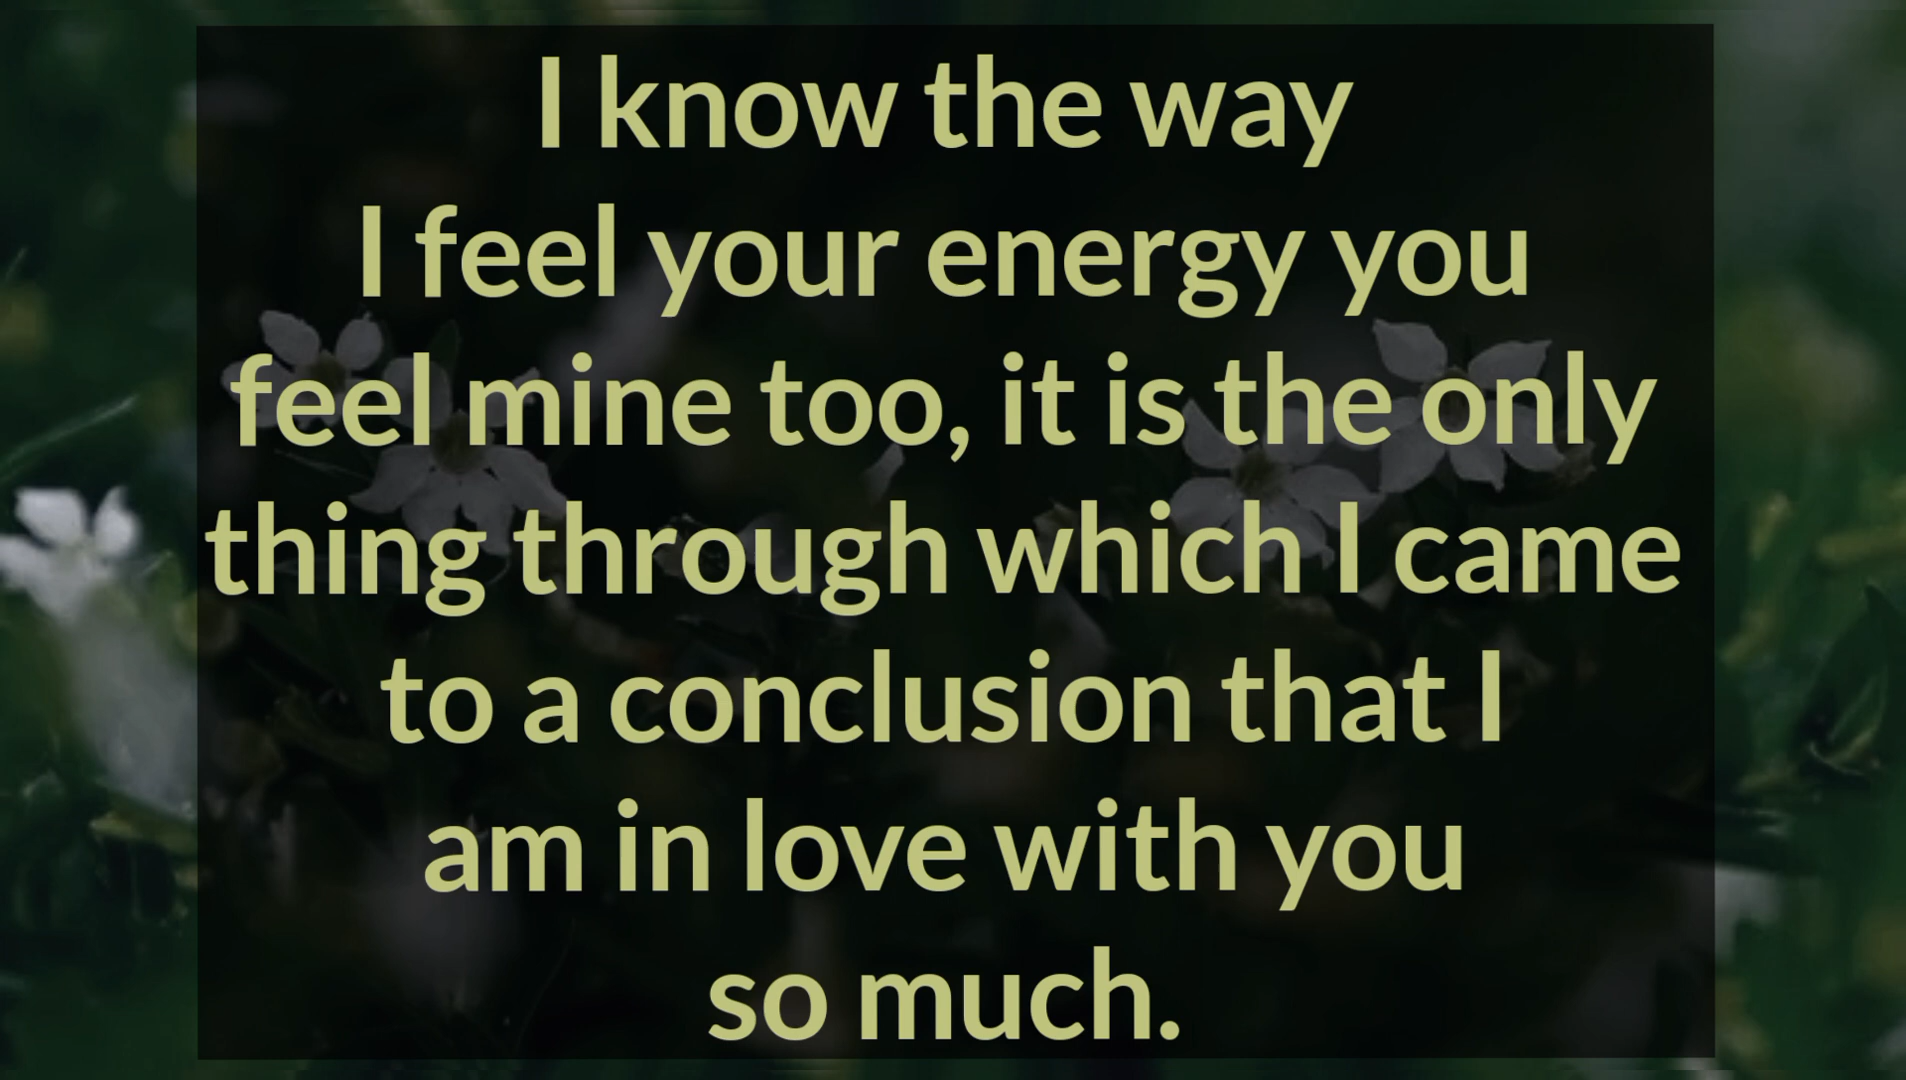 I know the way
I feel your energy you
feel mine too, it is the only
thing through which I came
to a conclusion that I
am in love with you
so much.